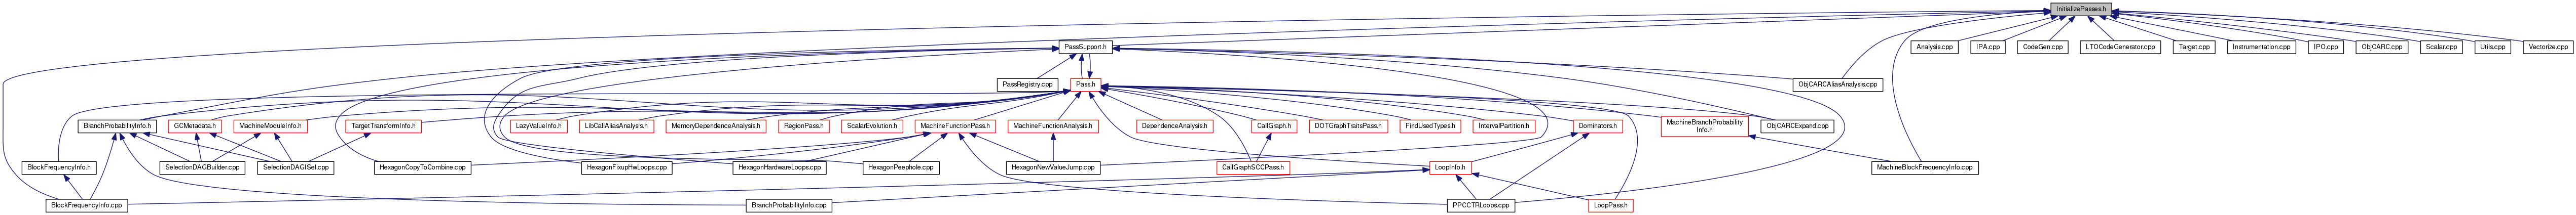 InitializePasses.h
PassSupport.h
Analysis.cpp
IPA.cpp
CodeGen.cpp
LTOCodeGenerator.cpp
Target.cpp
Instrumentation.cpp
IPO.cpp
ObjCARC.cpp
Scalar.cpp
Utils.cpp
Vectorize.cpp
PassRegistry.cpp
Pass.h
ObjCARCAliasAnalysis.cpp
BranchProbabilityInfo.h
GCMetadata.h
MachineModuleInfo.h
TargetTransformInfo.h
LazyValueInfo.h
LibCallAliasAnalysis.h
MemoryDependenceAnalysis.h
RegionPass.h
ScalarEvolution.h
MachineFunctionPass.h
MachineFunctionAnalysis.h
DependenceAnalysis.h
CallGraph.h
DOTGraphTraitsPass.h
FindUsedTypes.h
IntervalPartition.h
Dominators.h
MachineBranchProbability
Info.h
ObjCARCExpand.cpp
BlockFrequencyInfo.h
SelectionDAGBuilder.cpp
SelectionDAGISel.cpp
HexagonCopyToCombine.cpp
HexagonFixupHwLoops.cpp
HexagonHardwareLoops.cpp
HexagonPeephole.cpp
HexagonNewValueJump.cpp
CallGraphSCCPass.h
LoopInfo.h
MachineBlockFrequencyInfo.cpp
BlockFrequencyInfo.cpp
BranchProbabilityInfo.cpp
PPCCTRLoops.cpp
LoopPass.h